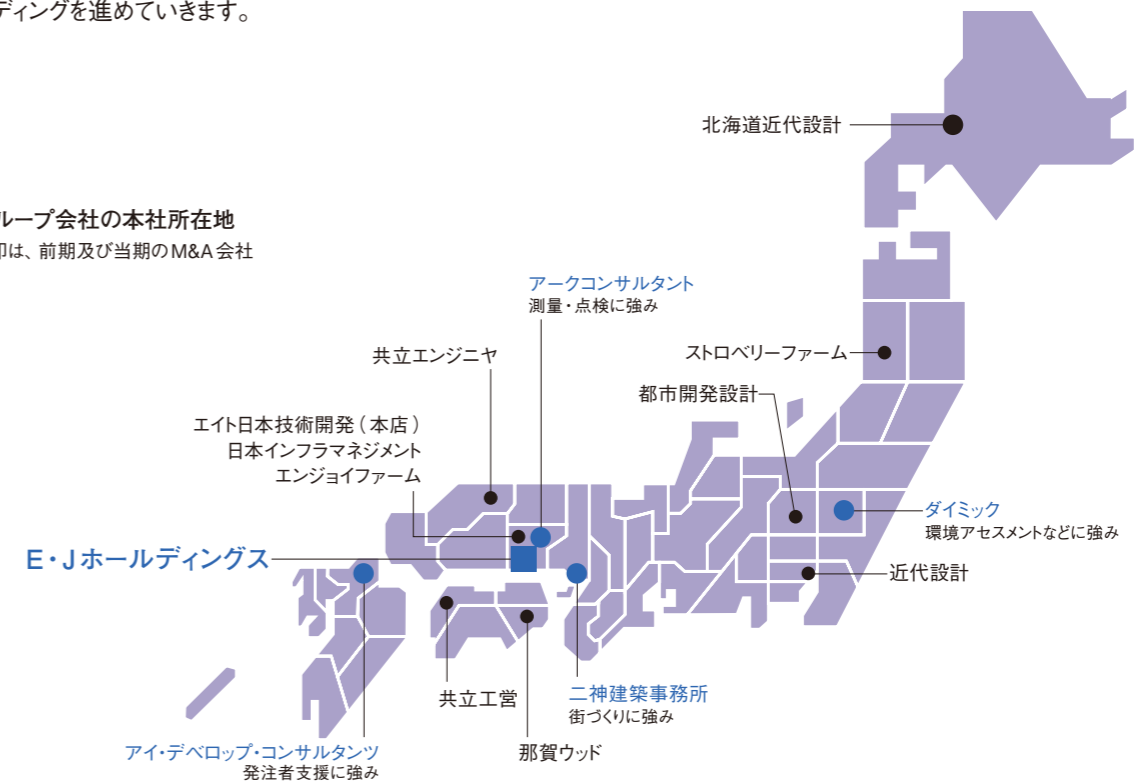 ディングを進めていきます。
ループ会社の本社所在地
印は、前期及び当期のM&A会社
北海道近代設計
アークコンサルタント
測量・点検に強み
共立エンジニヤ
ストロベリーファーム
都市開発設計
エイト日本技術開発（本店）
日本インフラマネジメント
エンジョイファーム
ダイミック
環境アセスメントなどに強み
E・Jホールディングス
近代設計
共立工営
二神建築事務所
街づくりに強み
那賀ウッド
アイ・デベロップ・コンサルタンツ
発注者支援に強み